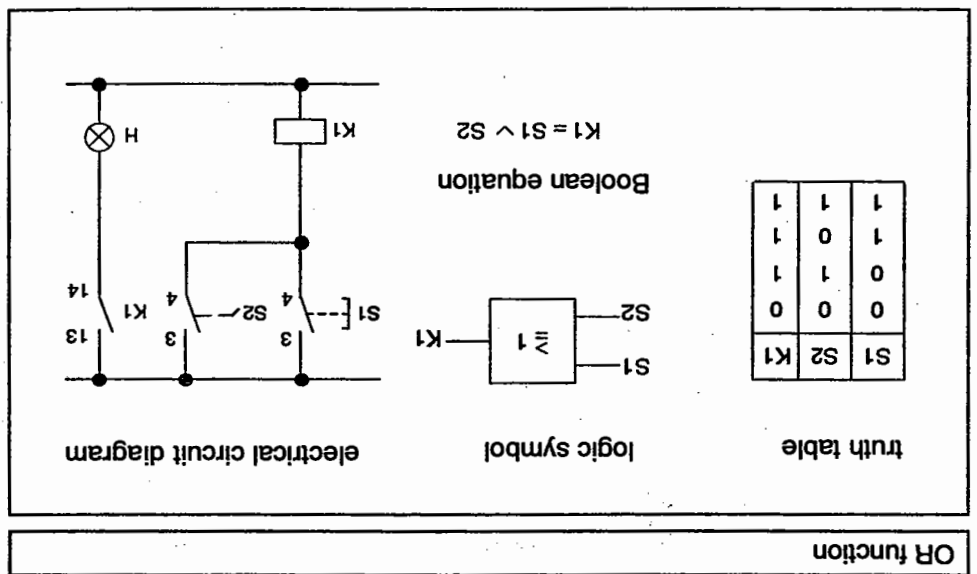 OR function
truth table
logic symbol
electrical circuit diagram
S1 S2 K1
0 0 0
0 1 1
1 0 1
1 1 1
S1
S2
≥ 1
K1
Boolean equation
K1 = S1 ∨ S2
S1
3
4
S2
3
4
K1
13
14
K1
H